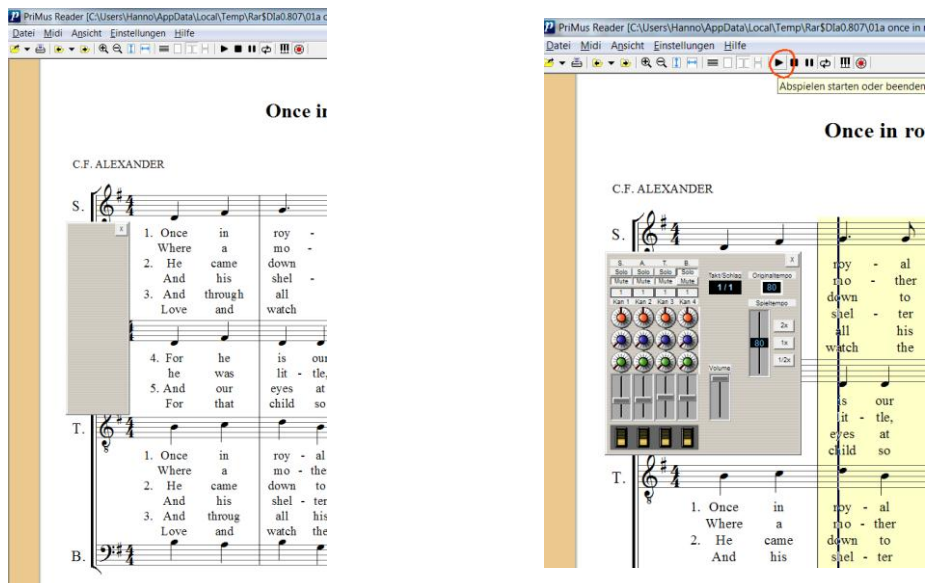 PriMus Reader [C:\Users\Hanno\AppData\Local\Temp\Rar$DIa0.807\01a o
Datei Midi Ansicht Einstellungen Hilfe
Once in
C.F. ALEXANDER
S.
x
1. Once in roy -
Where a mo -
2. He came down
And his shel -
3. And through all
Love and watch
4. For he is our
he was lit - tle,
5. And our eyes at
For that child so
T.
8
1. Once in roy - al
Where a mo - the
2. He came down to
And his shel - ter
3. And throug all his
Love and watch the
B.
PriMus Reader [C:\Users\Hanno\AppData\Local\Temp\Rar$DIa0.807\01a once in
Datei Midi Ansicht Einstellungen Hilfe
Abspielen starten oder beenden
Once in ro
C.F. ALEXANDER
S.
S. A. T. B. x
Solo Solo Solo Solo Takt/Schlag Originaltempo
Mute Mute Mute Mute 1 / 1 80
1 1 1 1 Spieltempo
Kan 1 Kan 2 Kan 3 Kan 4
2x
80 1x
1/2x
Volume
roy - al
mo - ther
down to
shel - ter
all his
watch the
is our
lit - tle,
eyes at
child so
T.
8
1. Once in roy - al
Where a mo - ther
2. He came down to
And his shel - ter